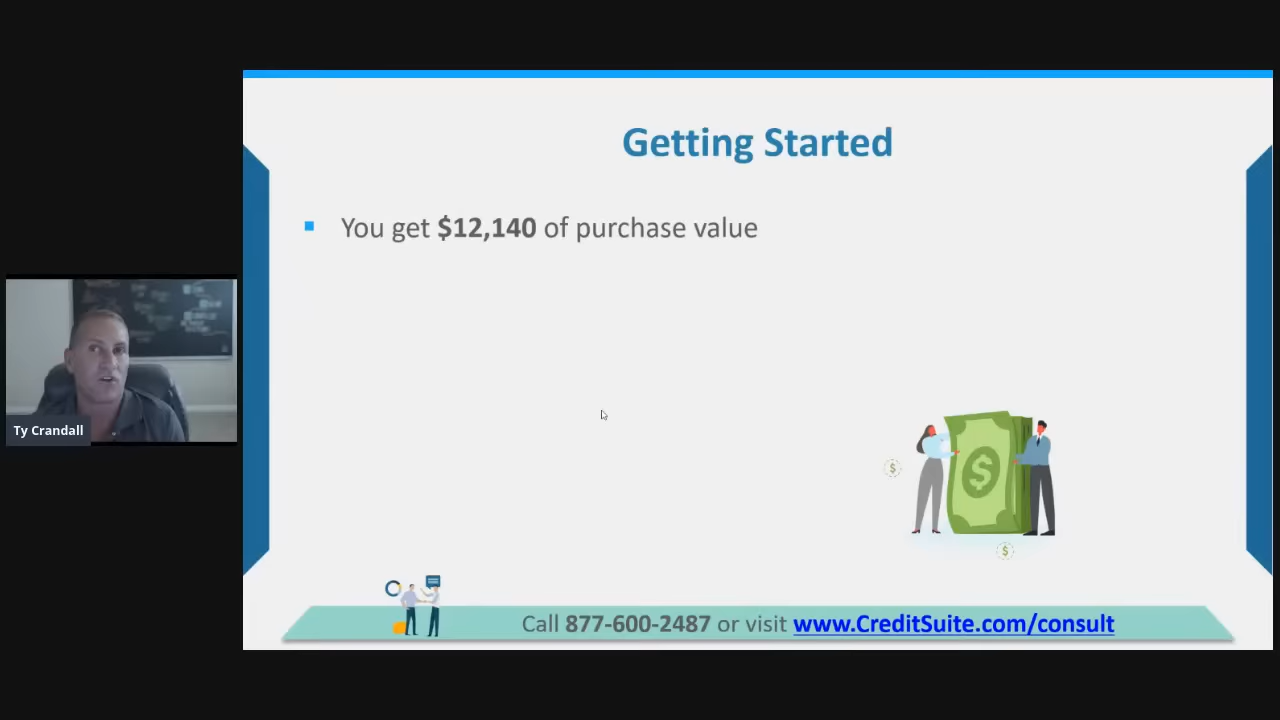 Getting Started
You get $12,140 of purchase value
Ty Crandall
$
$
$
Call 877-600-2487 or visit www.CreditSuite.com/consult